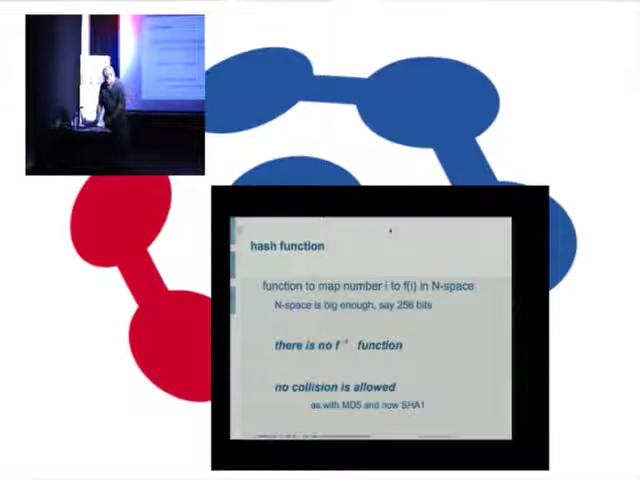 hash function
function to map number i to f(i) in N-space
N-space is big enough, say 256 bits
there is no f⁻¹ function
no collision is allowed
as with MD5 and now SHA1